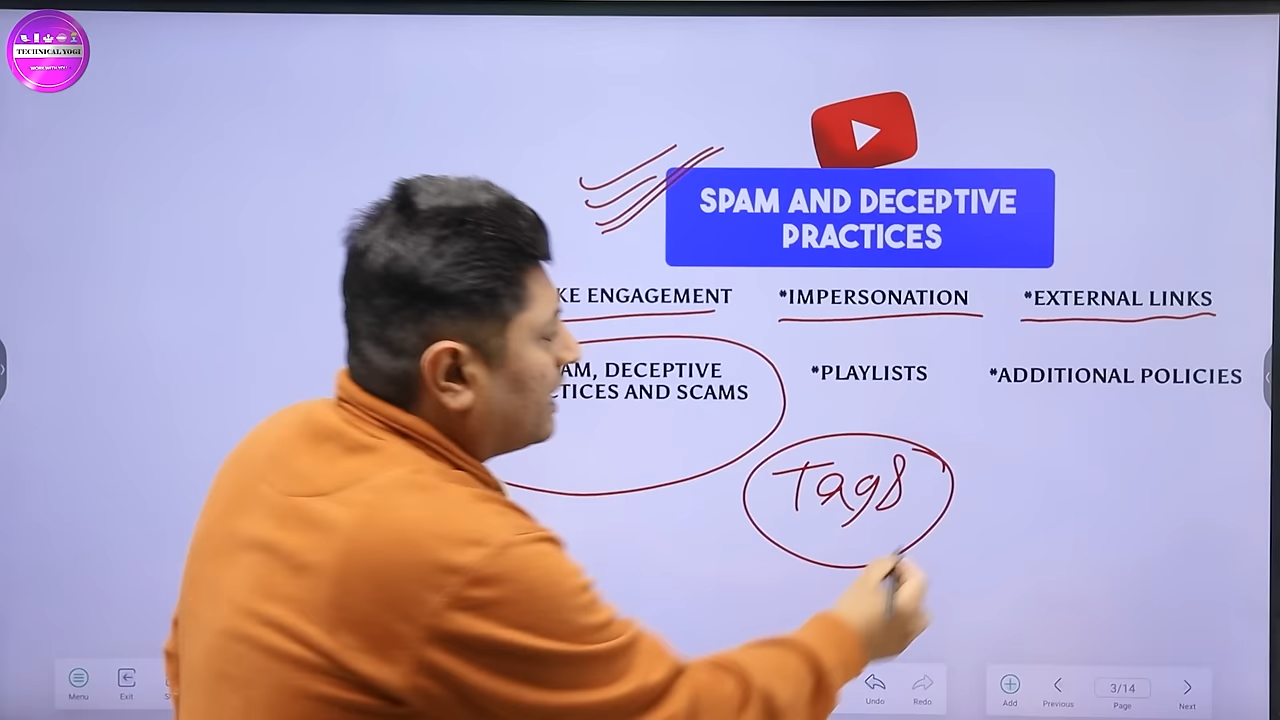 TECHNICAL YOGI
SPAM AND DECEPTIVE
PRACTICES
KE ENGAGEMENT
*IMPERSONATION
*EXTERNAL LINKS
AM, DECEPTIVE
TICES AND SCAMS
*PLAYLISTS
*ADDITIONAL POLICIES
Tags
Menu
Exit
Undo
Redo
Add
Previous
3/14
Page
Next